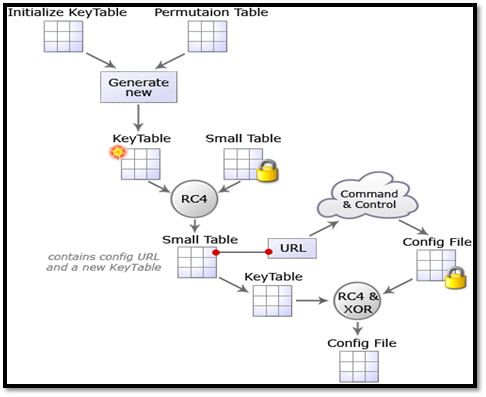 Initialize KeyTable
Permutaion Table
Generate
new
KeyTable
Small Table
RC4
Command
& Control
Small Table
URL
Config File
contains config URL
and a new KeyTable
KeyTable
RC4 &
XOR
Config File